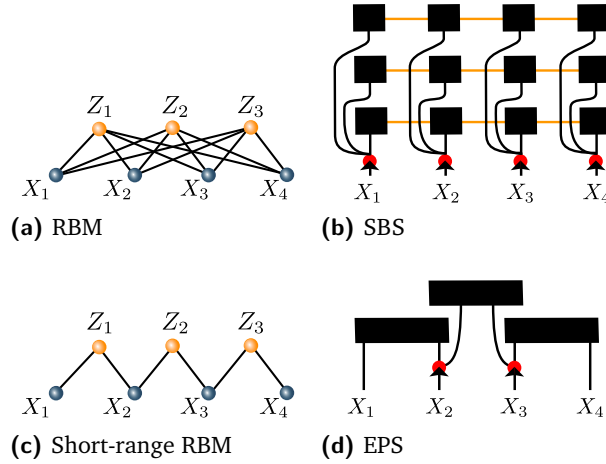 Z₁ Z₂ Z₃
X₁ X₂ X₃ X₄
X₁ X₂ X₃ X₄
(a) RBM
(b) SBS
Z₁ Z₂ Z₃
X₁ X₂ X₃ X₄
X₁ X₂ X₃ X₄
(c) Short-range RBM
(d) EPS